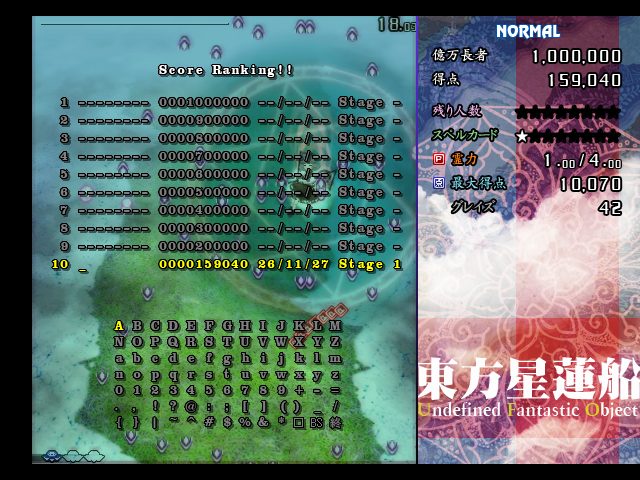 18.03
Score Ranking!!
1 -------- 0001000000 --/--/-- Stage -
2 -------- 0000900000 --/--/-- Stage -
3 -------- 0000800000 --/--/-- Stage -
4 -------- 0000700000 --/--/-- Stage -
5 -------- 0000600000 --/--/-- Stage -
6 -------- 0000500000 --/--/-- Stage -
7 -------- 0000400000 --/--/-- Stage -
8 -------- 0000300000 --/--/-- Stage -
9 -------- 0000200000 --/--/-- Stage -
10 _ 0000159040 26/11/27 Stage 1
A B C D E F G H I J K L M
N O P Q R S T U V W X Y Z
a b c d e f g h i j k l m
n o p q r s t u v w x y z
0 1 2 3 4 5 6 7 8 9 + - =
. , ! ? @ : ; [ ] ( ) _ /
{ } | ~ ^ # $ % & * □ BS 終
NORMAL
億万長者 1,000,000
得点 159,040
残り人数 ★★★★★★★★★
スペルカード ★★★★★★★★★
P 霊力 1.00/4.00
点 最大得点 10,070
グレイズ 42
東方星蓮船
Undefined Fantastic Object